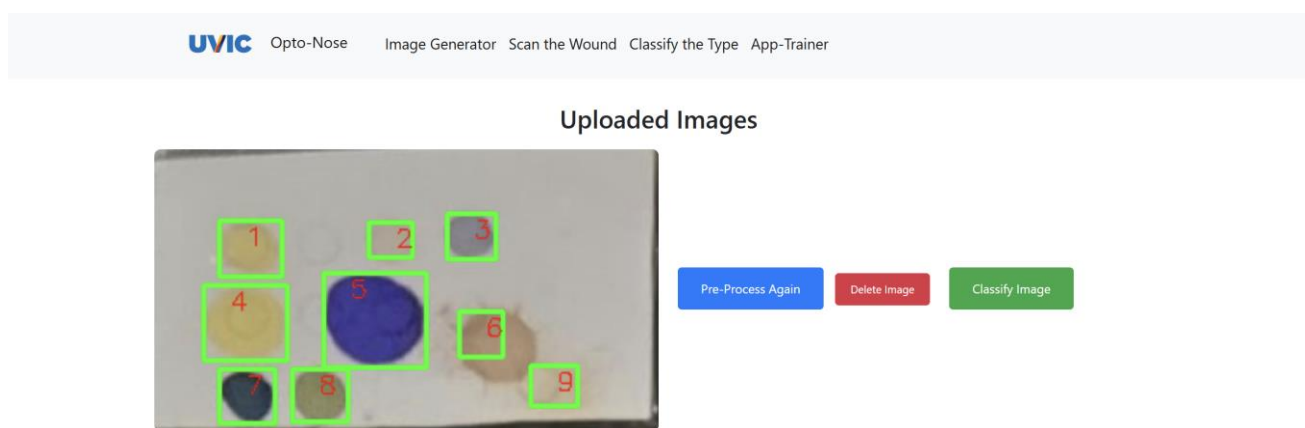 UVIC Opto-Nose Image Generator Scan the Wound Classify the Type App-Trainer
Uploaded Images
1 2 3
4 5 6
7 8 9
Pre-Process Again Delete Image Classify Image